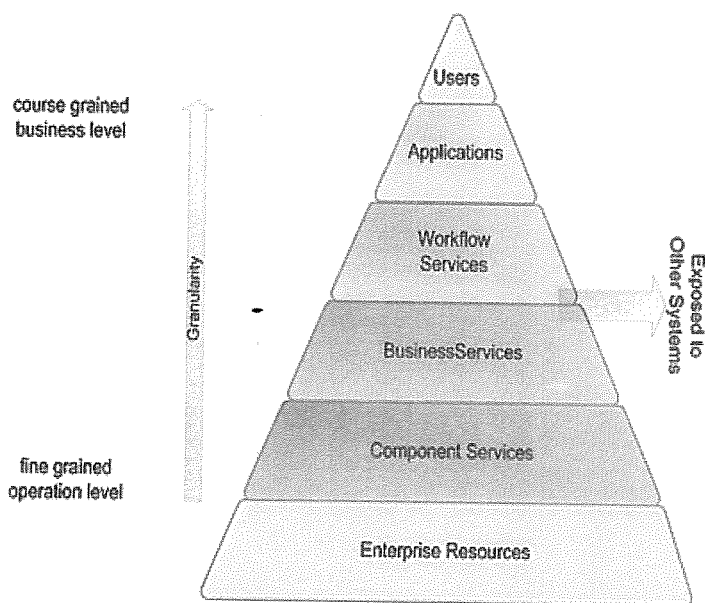 Users
course grained
business level
Applications
Workflow
Services
Granularity
Exposed to
Other Systems
BusinessServices
Component Services
fine grained
operation level
Enterprise Resources